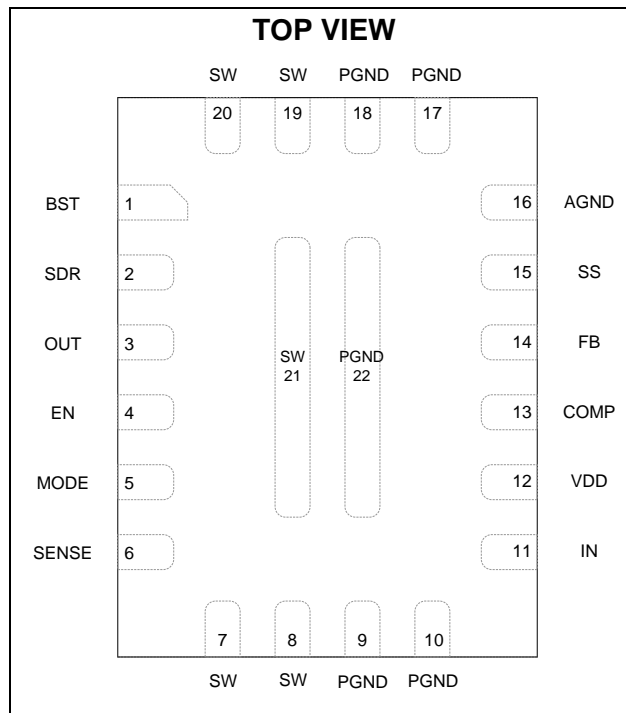 TOP VIEW
SW SW PGND PGND
20 19 18 17
BST 1 16 AGND
SDR 2 15 SS
OUT 3 14 FB
SW PGND
21 22
EN 4 13 COMP
MODE 5 12 VDD
SENSE 6 11 IN
7 8 9 10
SW SW PGND PGND